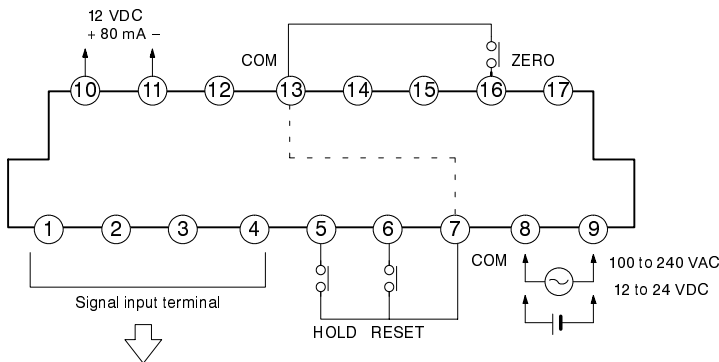 12 VDC
+ 80 mA –
COM
ZERO
10 11 12 13 14 15 16 17
1 2 3 4 5 6 7 8 9
COM
100 to 240 VAC
12 to 24 VDC
Signal input terminal
HOLD RESET